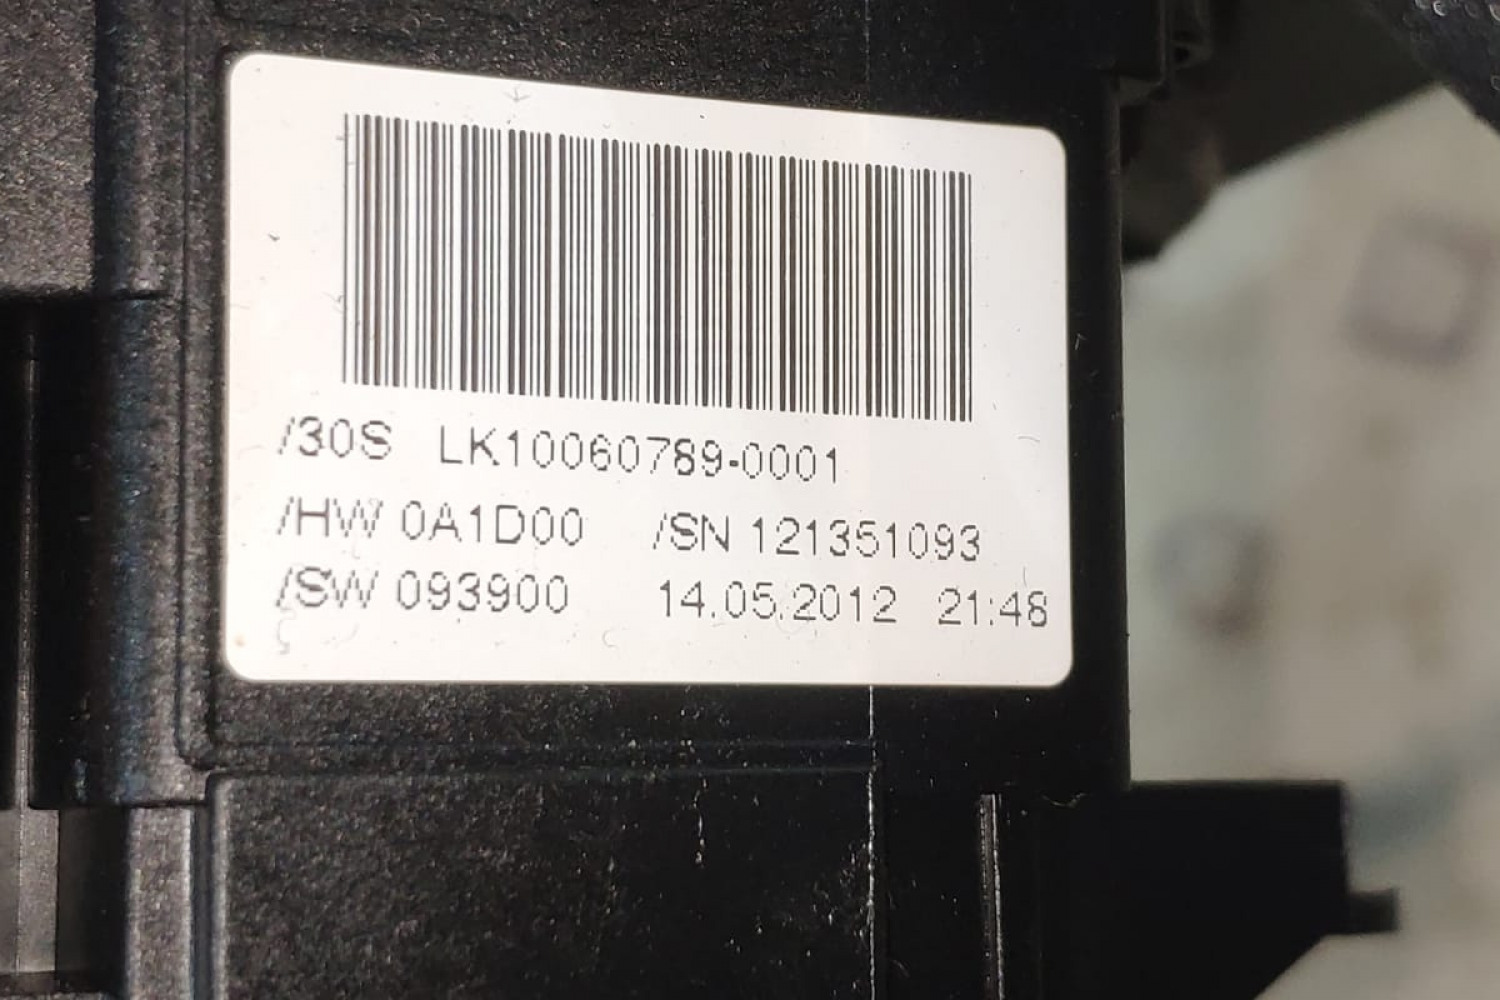 /30S LK10060789-0001
/HW 0A1D00 /SN 121351093
/SW 093900 14.05.2012 21:48